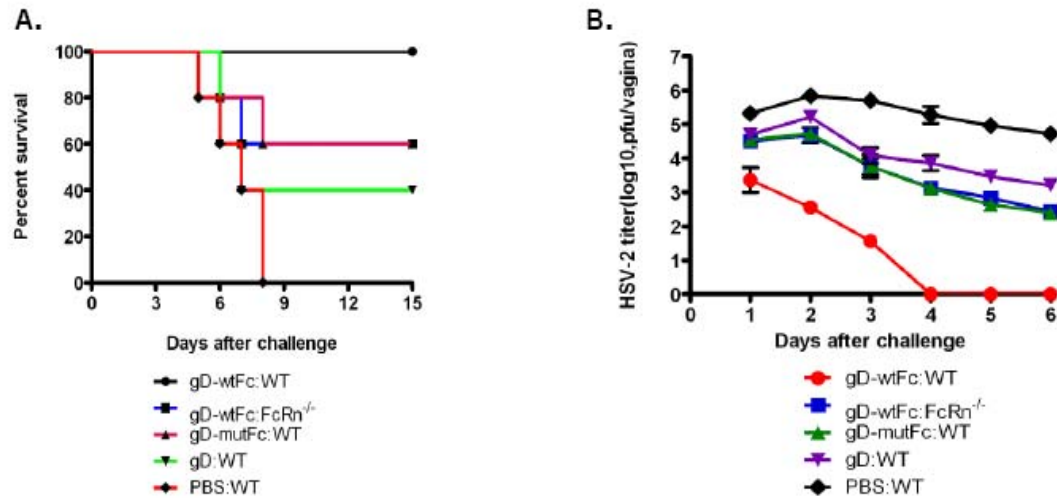 A.
Percent survival
100
80
60
40
20
0
0 3 6 9 12 15
Days after challenge
gD-wtFc:WT
gD-wtFc:FcRn-/-
gD-mutFc:WT
gD:WT
PBS:WT
B.
HSV-2 titer(log10,pfu/vagina)
7
6
5
4
3
2
1
0
0 1 2 3 4 5 6
Days after challenge
gD-wtFc:WT
gD-wtFc:FcRn-/-
gD-mutFc:WT
gD:WT
PBS:WT